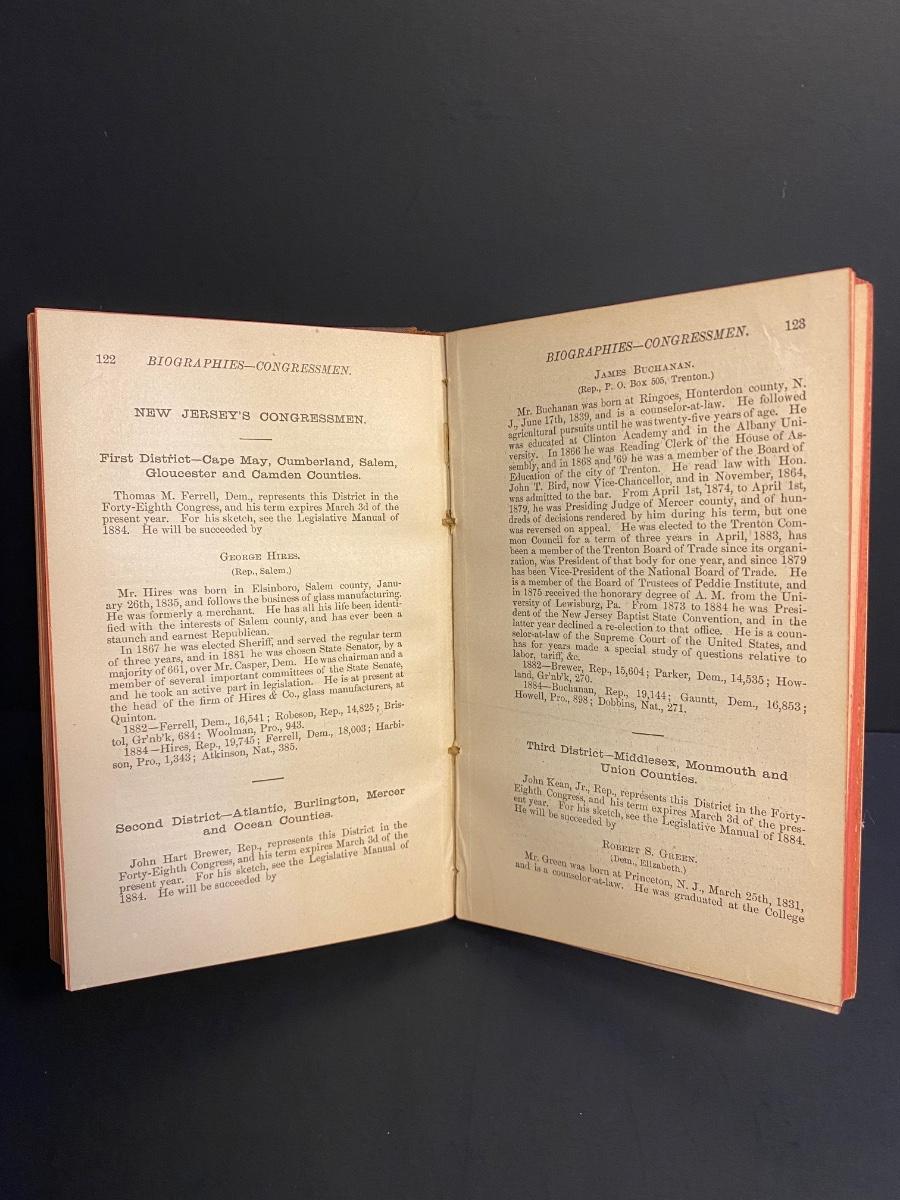 122 BIOGRAPHIES—CONGRESSMEN.
NEW JERSEY'S CONGRESSMEN.
First District—Cape May, Cumberland, Salem,
Gloucester and Camden Counties.
Thomas M. Ferrell, Dem., represents this District in the
Forty-Eighth Congress, and his term expires March 3d of the
present year. For his sketch, see the Legislative Manual of
1884. He will be succeeded by
GEORGE HIRES.
(Rep., Salem.)
Mr. Hires was born in Elsinboro, Salem county, Janu-
ary 26th, 1835, and follows the business of glass manufacturing.
He was formerly a merchant. He has all his life been identi-
fied with the interests of Salem county, and has ever been a
staunch and earnest Republican.
In 1867 he was elected Sheriff, and served the regular term
of three years, and in 1881 he was chosen State Senator, by a
majority of 661, over Mr. Casper, Dem. He was chairman and a
member of several important committees of the State Senate,
and he took an active part in legislation. He is at present at
the head of the firm of Hires & Co., glass manufacturers, at
Quinton.
1882—Ferrell, Dem., 16,541; Robeson, Rep., 14,825; Bris-
tol, Gr'nb'k, 684; Woolman, Pro., 943.
1884—Hires, Rep., 19,745; Ferrell, Dem., 18,003; Harbi-
son, Pro., 1,343; Atkinson, Nat., 385.
Second District—Atlantic, Burlington, Mercer
and Ocean Counties.
John Hart Brewer, Rep., represents this District in the
Forty-Eighth Congress, and his term expires March 3d of the
present year. For his sketch, see the Legislative Manual of
1884. He will be succeeded by
BIOGRAPHIES—CONGRESSMEN. 123
JAMES BUCHANAN.
(Rep., P. O. Box 505, Trenton.)
Mr. Buchanan was born at Ringoes, Hunterdon county, N.
J., June 17th, 1839, and is a counselor-at-law. He followed
agricultural pursuits until he was twenty-five years of age. He
was educated at Clinton Academy and in the Albany Uni-
versity. In 1866 he was Reading Clerk of the House of As-
sembly, and in 1868 and '69 he was a member of the Board of
Education of the city of Trenton. He read law with Hon.
John T. Bird, now Vice-Chancellor, and in November, 1864,
was admitted to the bar. From April 1st, 1874, to April 1st,
1879, he was Presiding Judge of Mercer county, and of hun-
dreds of decisions rendered by him during his term, but one
was reversed on appeal. He was elected to the Trenton Com-
mon Council for a term of three years in April, 1883, has
been a member of the Trenton Board of Trade since its organi-
zation, was President of that body for one year, and since 1879
has been Vice-President of the National Board of Trade. He
is a member of the Board of Trustees of Peddie Institute, and
in 1875 received the honorary degree of A. M. from the Uni-
versity of Lewisburg, Pa. From 1873 to 1884 he was Presi-
dent of the New Jersey Baptist State Convention, and in the
latter year declined a re-election to that office. He is a coun-
selor-at-law of the Supreme Court of the United States, and
has for years made a special study of questions relative to
labor, tariff, &c.
1882—Brewer, Rep., 15,604; Parker, Dem., 14,535; How-
land, Gr'nb'k, 270.
1884—Buchanan, Rep., 19,144; Gauntt, Dem., 16,853;
Howell, Pro., 898; Dobbins, Nat., 271.
Third District—Middlesex, Monmouth and
Union Counties.
John Kean, Jr., Rep., represents this District in the Forty-
Eighth Congress, and his term expires March 3d of the pres-
ent year. For his sketch, see the Legislative Manual of 1884.
He will be succeeded by
ROBERT S. GREEN.
(Dem., Elizabeth.)
Mr. Green was born at Princeton, N. J., March 25th, 1831,
and is a counselor-at-law. He was graduated at the College